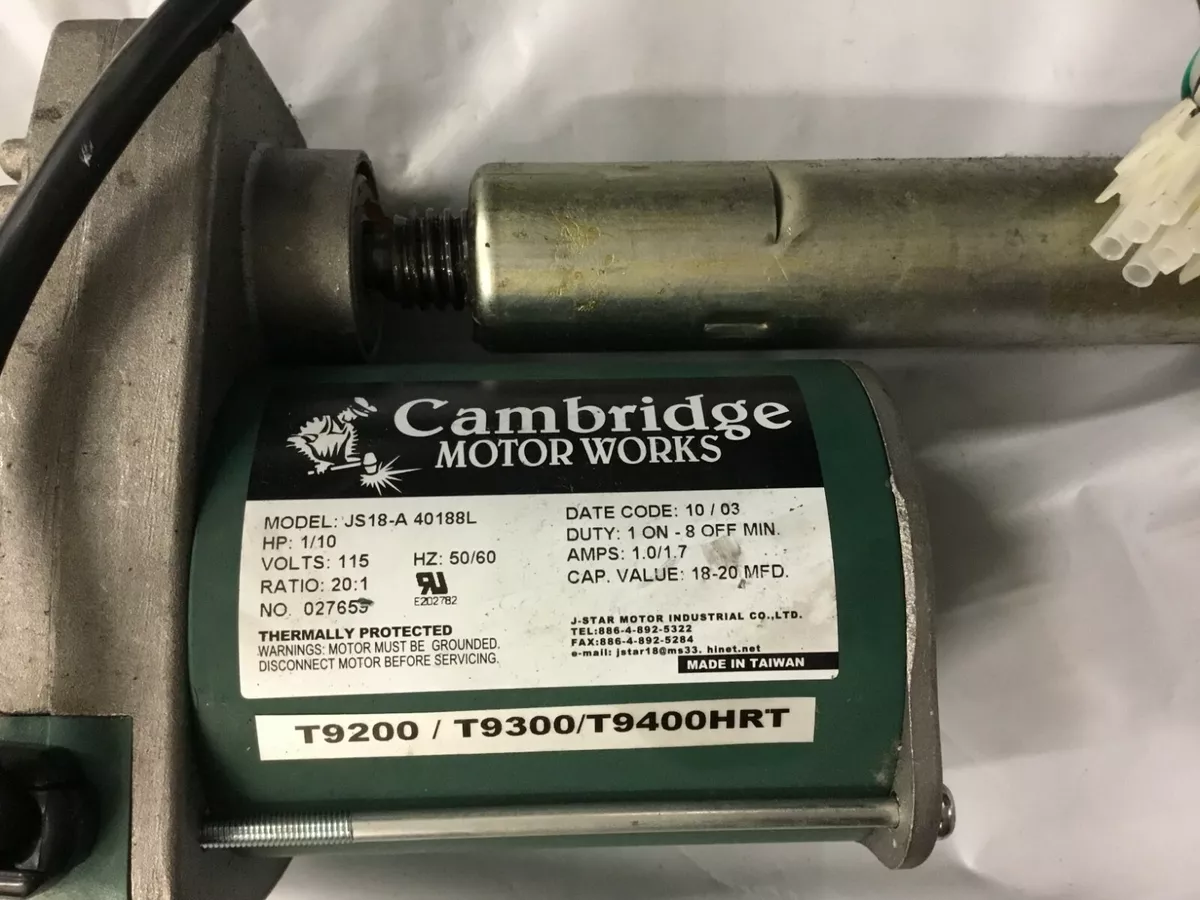 Cambridge
MOTOR WORKS
MODEL: JS18-A 40188L
HP: 1/10
VOLTS: 115 HZ: 50/60
RATIO: 20:1
E202782
NO. 027655
THERMALLY PROTECTED
WARNINGS: MOTOR MUST BE GROUNDED.
DISCONNECT MOTOR BEFORE SERVICING.
DATE CODE: 10 / 03
DUTY: 1 ON - 8 OFF MIN.
AMPS: 1.0/1.7
CAP. VALUE: 18-20 MFD.
J-STAR MOTOR INDUSTRIAL CO.,LTD.
TEL:886-4-892-5322
FAX:886-4-892-5284
e-mail: jstar18@ms33. hinet.net
MADE IN TAIWAN
T9200 / T9300/T9400HRT